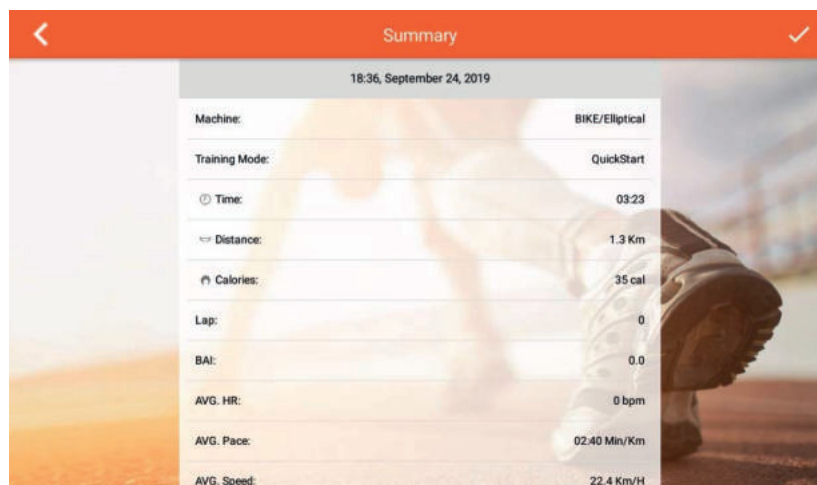 Summary
18:36, September 24, 2019
Machine: BIKE/Elliptical
Training Mode: QuickStart
Time: 03:23
Distance: 1.3 Km
Calories: 35 cal
Lap: 0
BAI: 0.0
AVG. HR: 0 bpm
AVG. Pace: 02:40 Min/Km
AVG. Speed: 22.4 Km/H